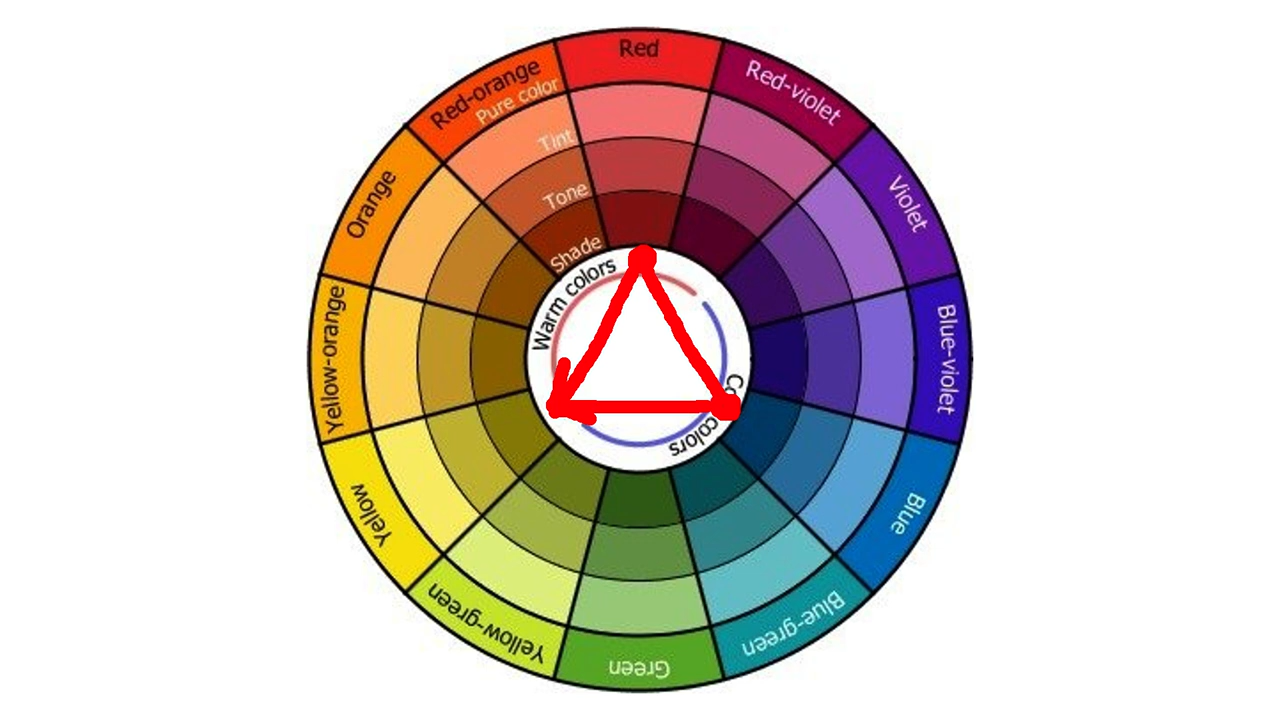 Red
Red-violet
Violet
Blue-violet
Blue
Blue-green
Green
Yellow-green
Yellow
Yellow-orange
Orange
Red-orange
Pure color
Tint
Tone
Shade
Warm colors
colors